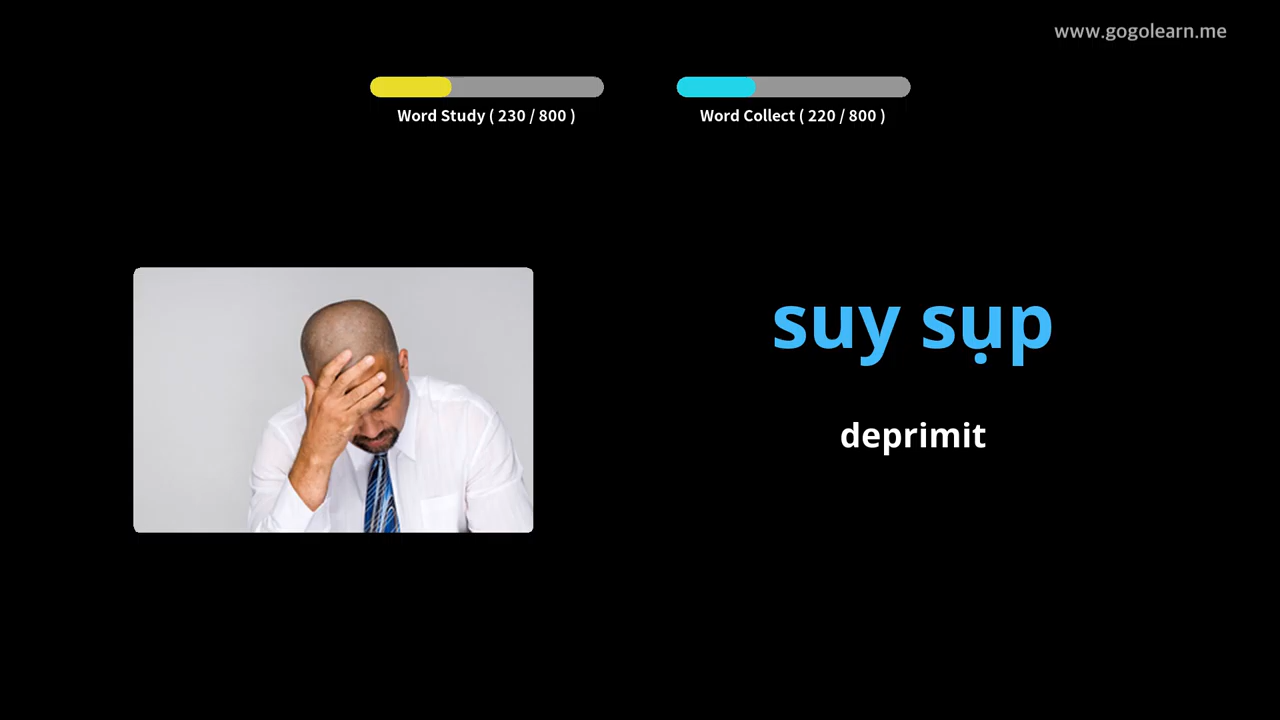 www.gogolearn.me
Word Study ( 230 / 800 )
Word Collect ( 220 / 800 )
suy sụp
deprimit